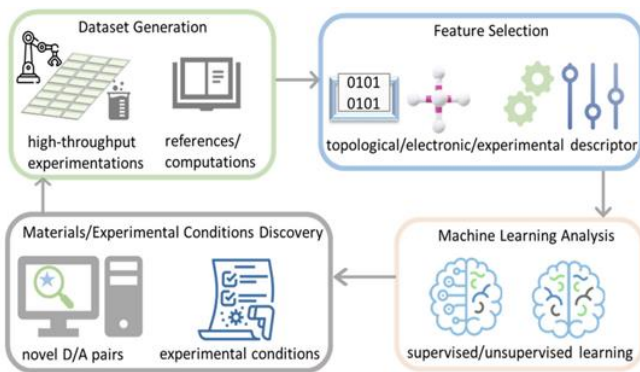 Dataset Generation
high-throughput
experimentations
references/
computations
Feature Selection
0101
0101
topological/electronic/experimental descriptor
Materials/Experimental Conditions Discovery
novel D/A pairs
experimental conditions
Machine Learning Analysis
supervised/unsupervised learning